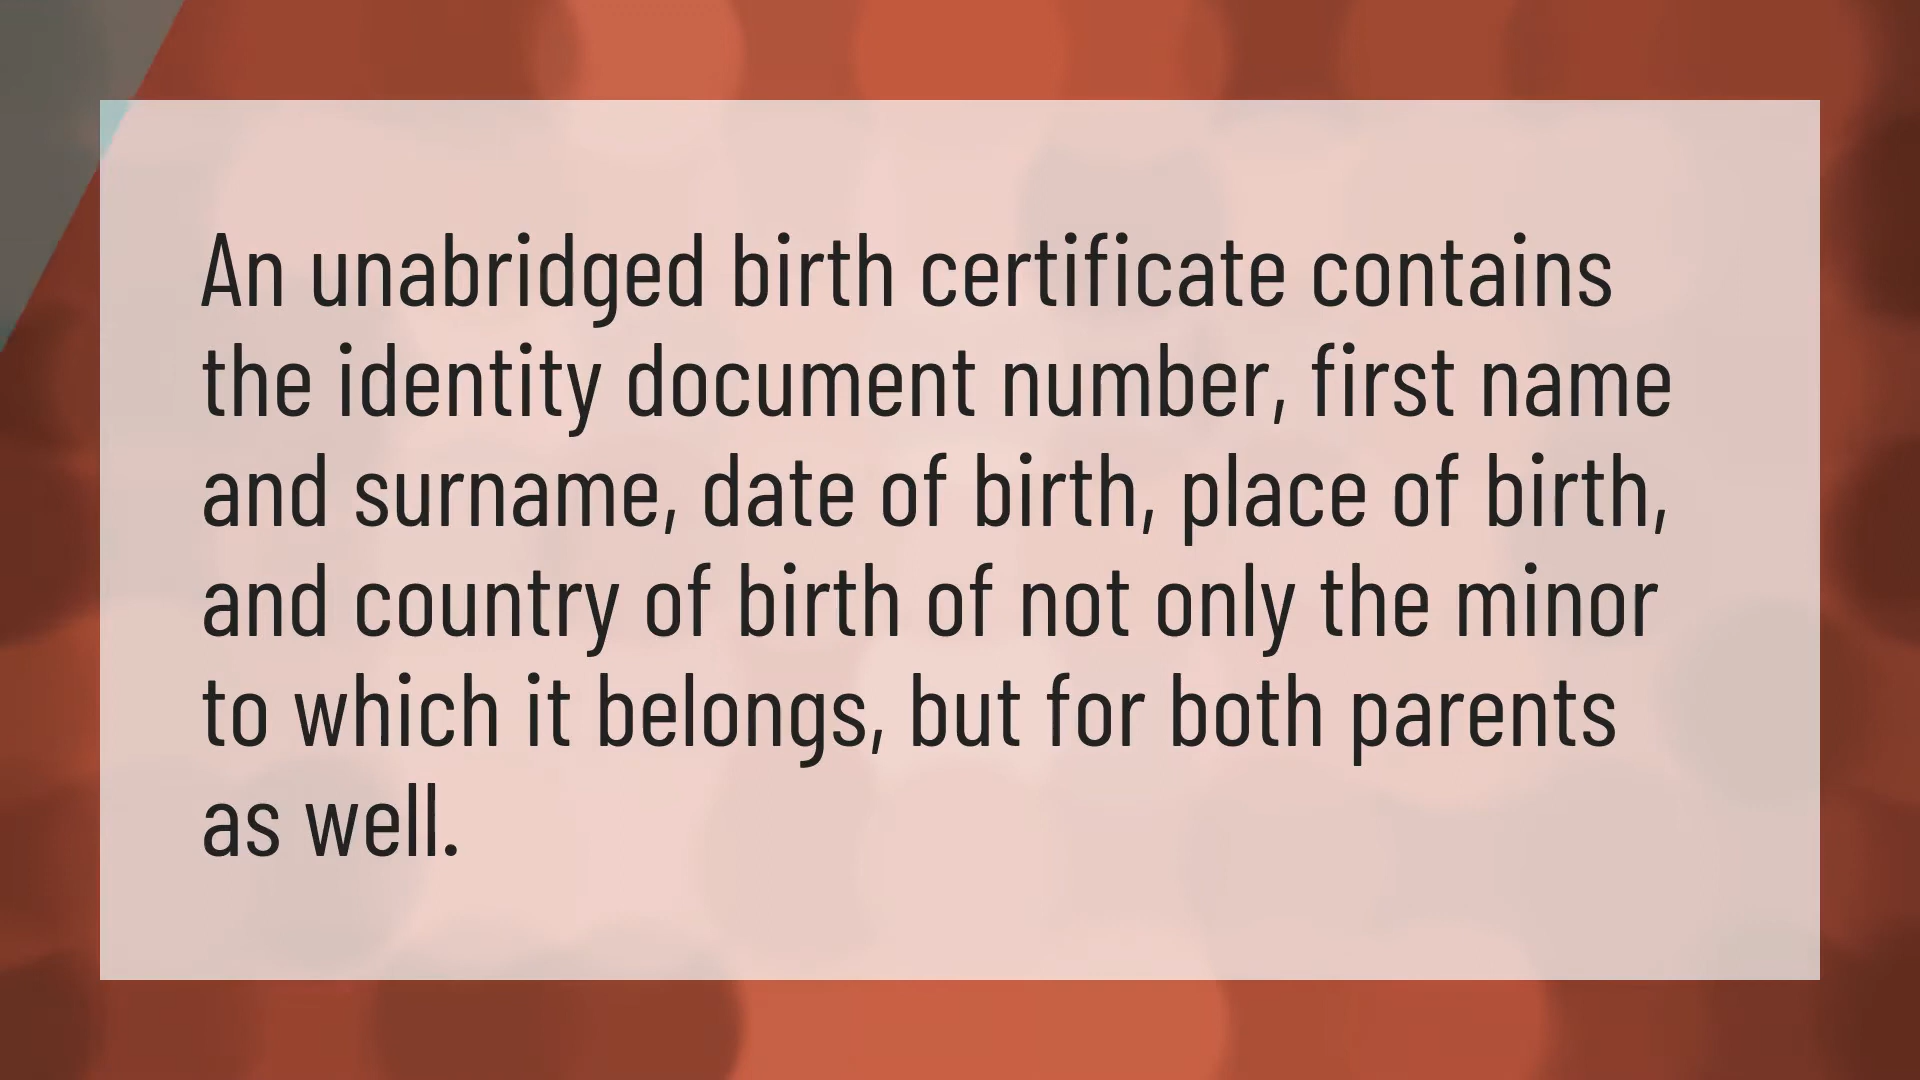 An unabridged birth certificate contains
the identity document number, first name
and surname, date of birth, place of birth,
and country of birth of not only the minor
to which it belongs, but for both parents
as well.